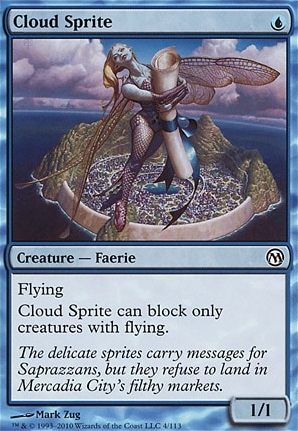 Cloud Sprite
Creature — Faerie
Flying
Cloud Sprite can block only
creatures with flying.
The delicate sprites carry messages for
Saprazzans, but they refuse to land in
Mercadia City's filthy markets.
Mark Zug
1/1
™ & © 1993–2010 Wizards of the Coast LLC 4/113